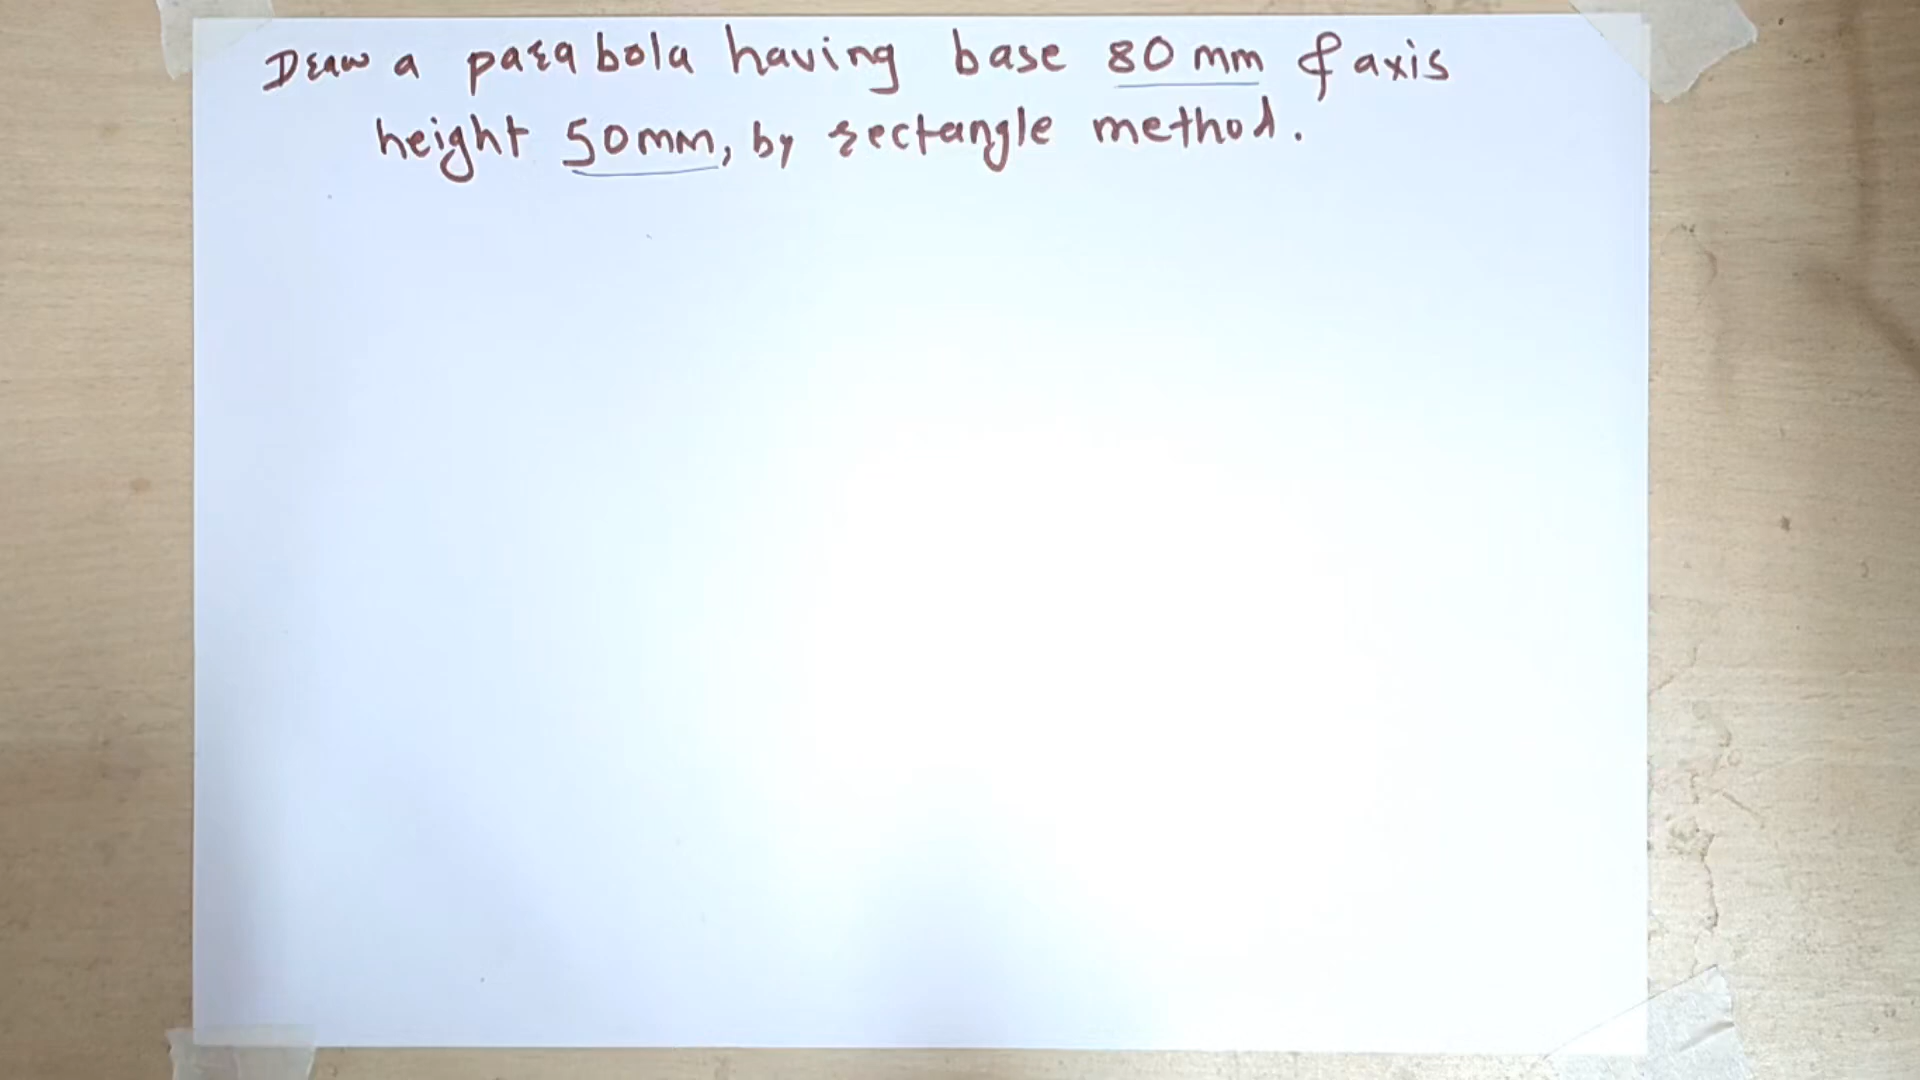 Draw a parabola having base 80 mm & axis
height 50mm, by rectangle method.